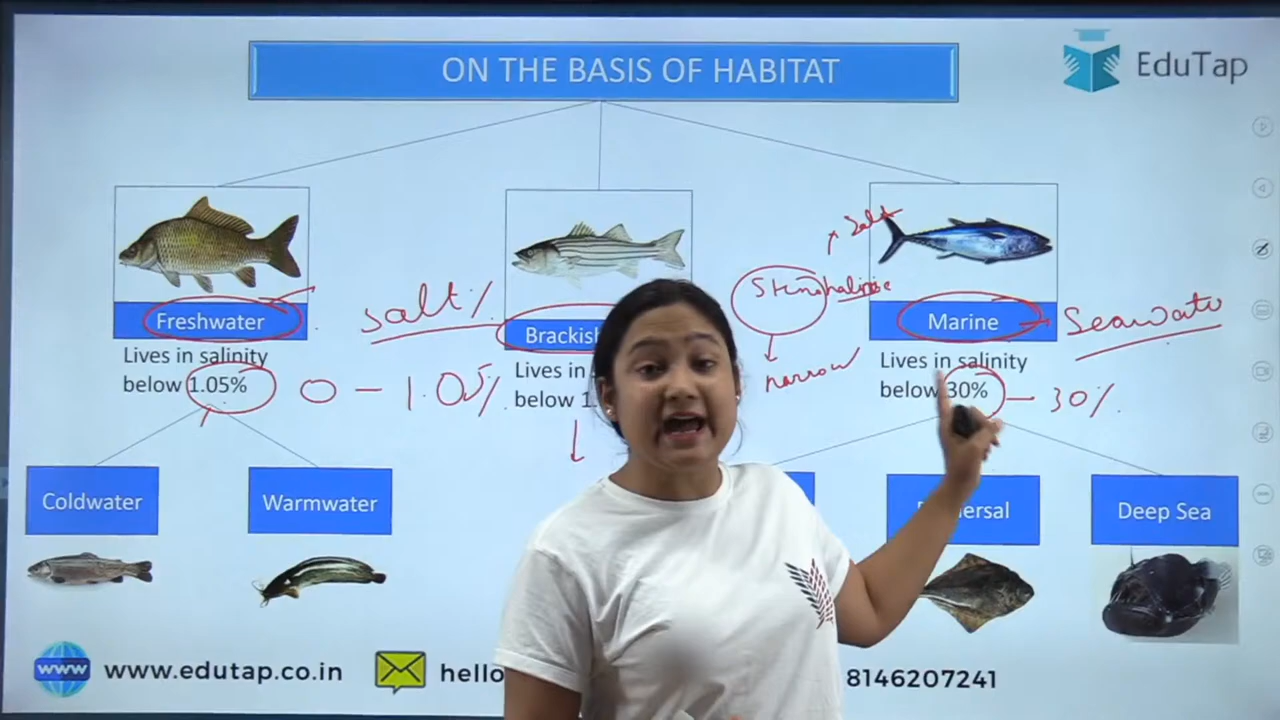 ON THE BASIS OF HABITAT
EduTap
Salt
Stenohaline
Freshwater
salt %
Brackish
Marine
Seawater
Lives in salinity
below 1.05%
0 - 1.05%
Lives in
below 1
narrow
Lives in salinity
below 30%
- 30%
Coldwater
Warmwater
Deep Sea
www
www.edutap.co.in
hello
8146207241